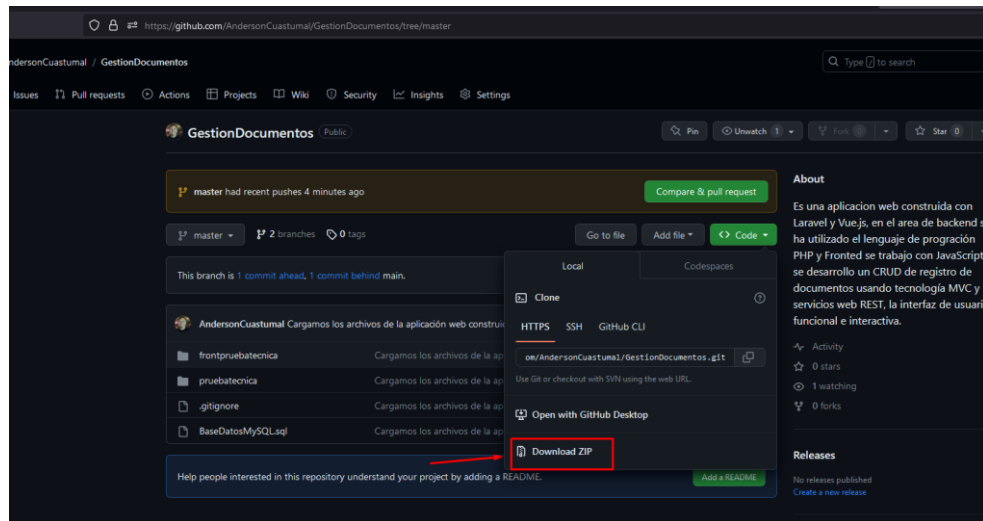 https://github.com/AndersonCuastumal/GestionDocumentos/tree/master
ndersonCuastumal / GestionDocumentos
Type / to search
Issues Pull requests Actions Projects Wiki Security Insights Settings
GestionDocumentos Public
Pin Unwatch 1 Fork 0 Star 0
master had recent pushes 4 minutes ago
Compare & pull request
master 2 branches 0 tags
Go to file Add file Code
This branch is 1 commit ahead, 1 commit behind main.
AndersonCuastumal Cargamos los archivos de la aplicación web construi
frontpruebatecnica Cargamos los archivos de la ap
pruebatecnica Cargamos los archivos de la ap
.gitignore Cargamos los archivos de la ap
BaseDatosMySQL.sql Cargamos los archivos de la ap
Help people interested in this repository understand your project by adding a README.
Add a README
Local Codespaces
Clone
HTTPS SSH GitHub CLI
om/AndersonCuastumal/GestionDocumentos.git
Use Git or checkout with SVN using the web URL.
Open with GitHub Desktop
Download ZIP
About
Es una aplicacion web construida con
Laravel y Vue.js, en el area de backend s
ha utilizado el lenguaje de progración
PHP y Fronted se trabajo con JavaScript
se desarrollo un CRUD de registro de
documentos usando tecnología MVC y
servicios web REST, la interfaz de usuari
funcional e interactiva.
Activity
0 stars
1 watching
0 forks
Releases
No releases published
Create a new release